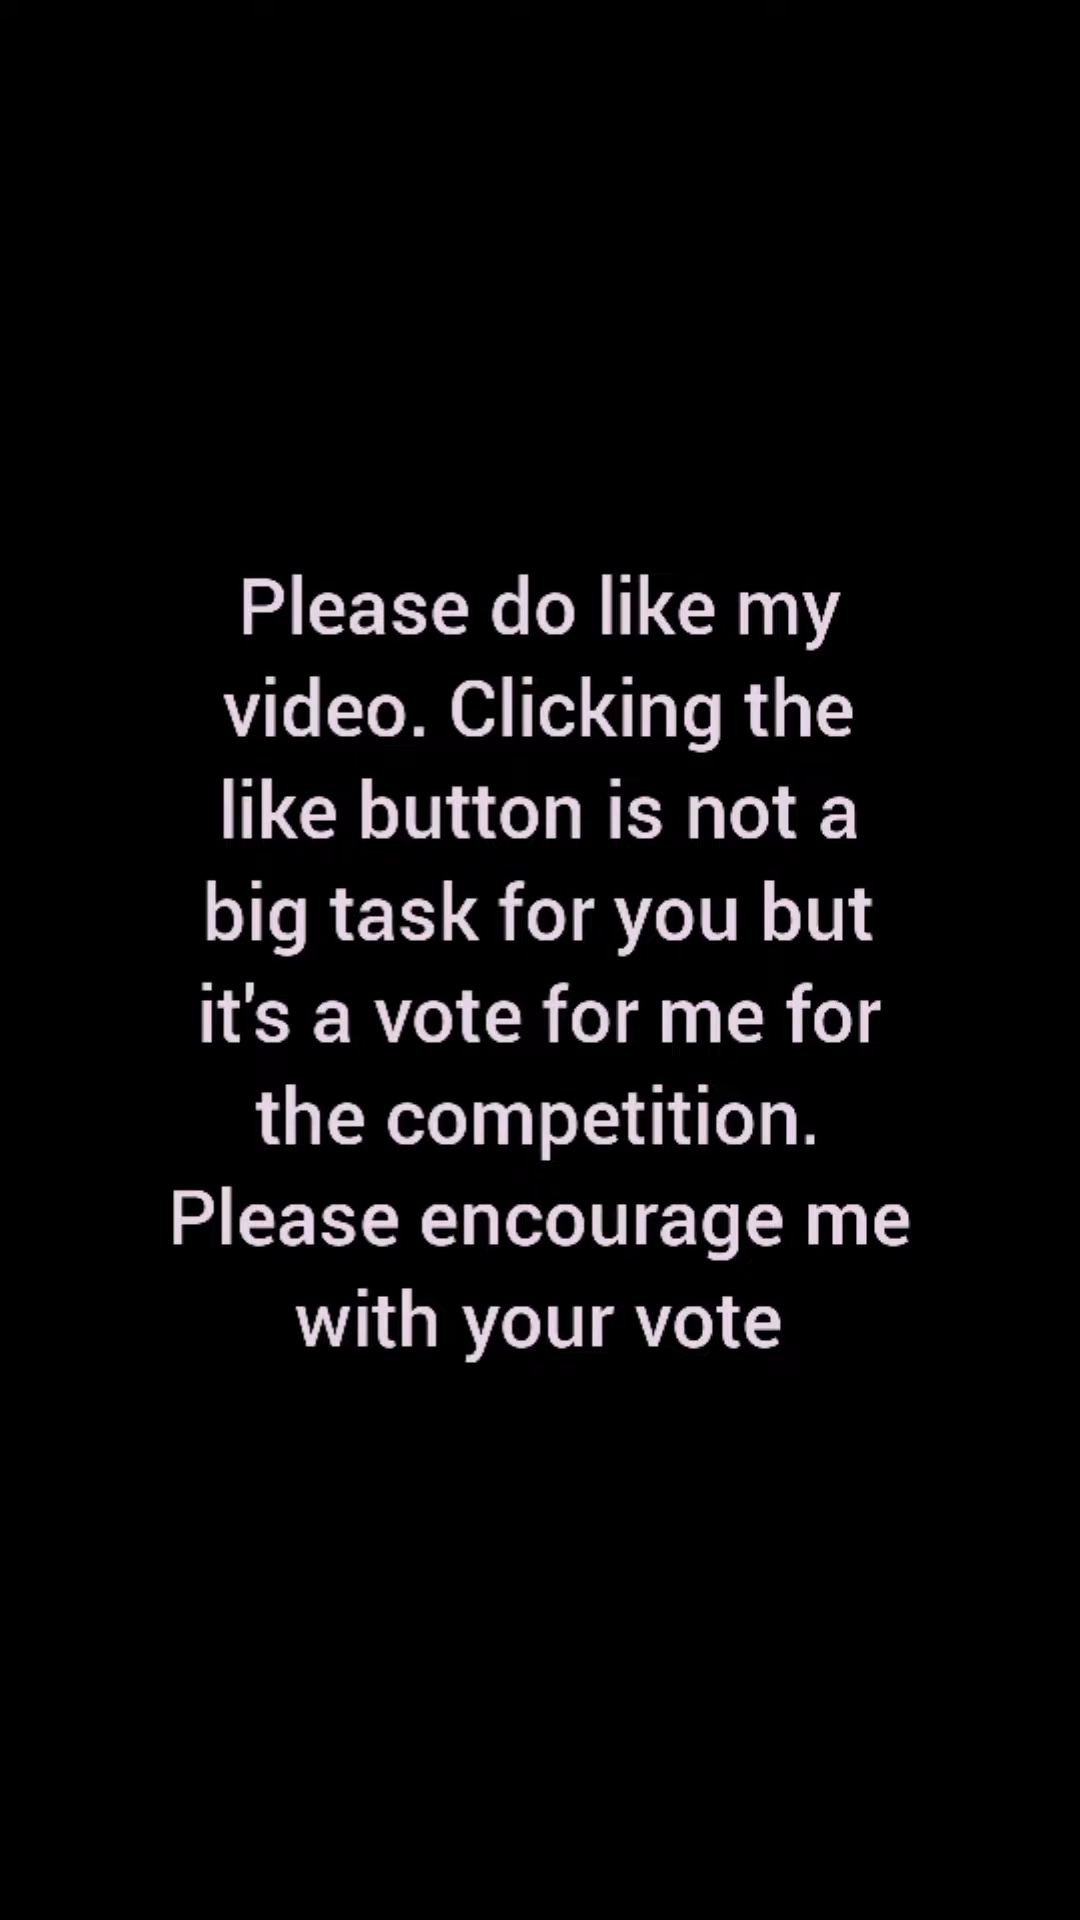 Please do like my
video. Clicking the
like button is not a
big task for you but
it's a vote for me for
the competition.
Please encourage me
with your vote